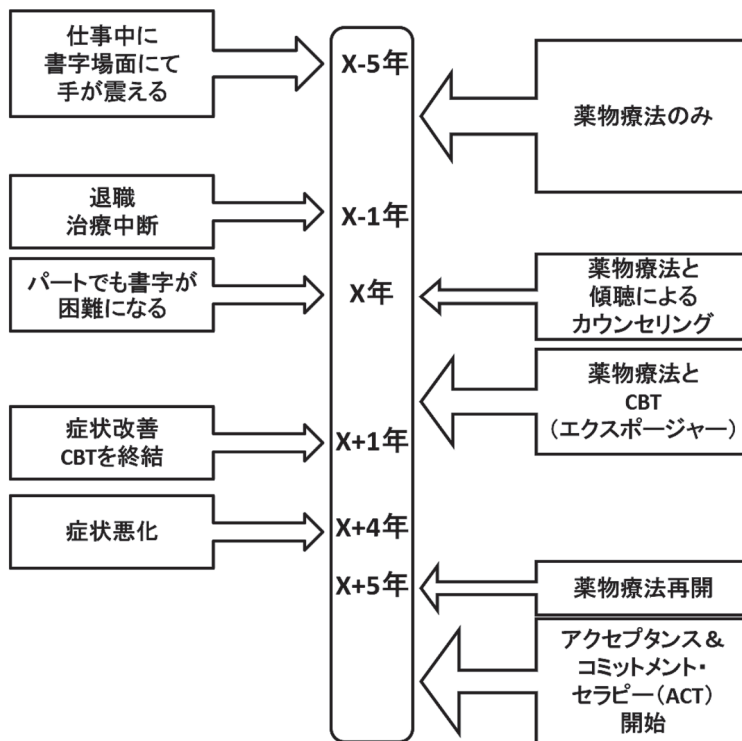 仕事中に
書字場面にて
手が震える
X-5年
薬物療法のみ
退職
治療中断
X-1年
パートでも書字が
困難になる
X年
薬物療法と
傾聴による
カウンセリング
薬物療法と
CBT
（エクスポージャー）
症状改善
CBTを終結
X+1年
症状悪化
X+4年
X+5年
薬物療法再開
アクセプタンス＆
コミットメント・
セラピー（ACT）
開始